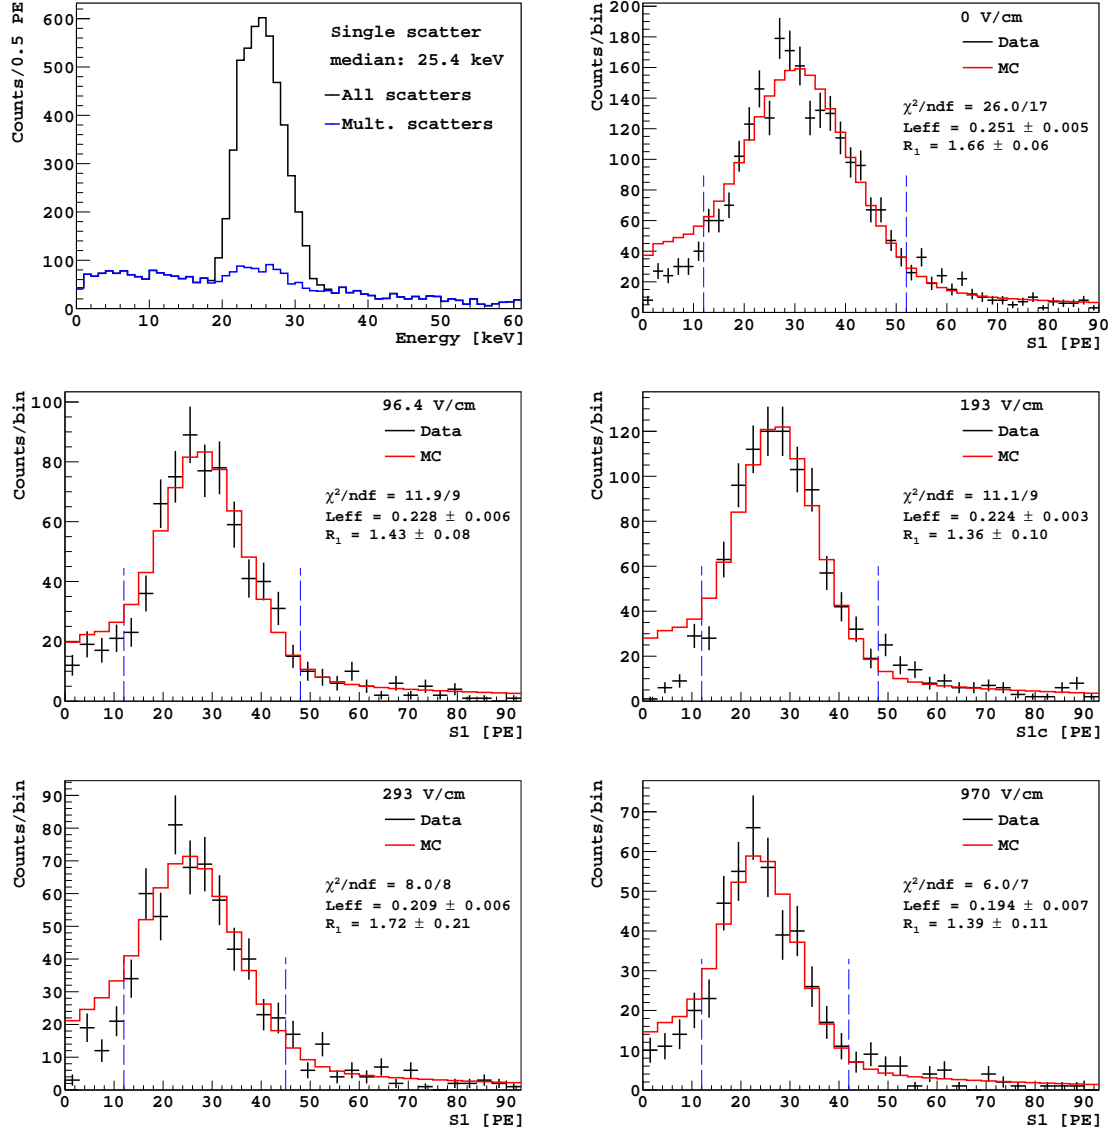 Counts/0.5 PE
600
500
400
300
200
100
0
Single scatter
median: 25.4 keV
All scatters
Mult. scatters
0 10 20 30 40 50 60
Energy [keV]
Counts/bin
200
180
160
140
120
100
80
60
40
20
0
0 V/cm
Data
MC
χ²/ndf = 26.0/17
Leff = 0.251 ± 0.005
R₁ = 1.66 ± 0.06
0 10 20 30 40 50 60 70 80 90
S1 [PE]
Counts/bin
100
80
60
40
20
0
96.4 V/cm
Data
MC
χ²/ndf = 11.9/9
Leff = 0.228 ± 0.006
R₁ = 1.43 ± 0.08
0 10 20 30 40 50 60 70 80 90
S1 [PE]
Counts/bin
120
100
80
60
40
20
0
193 V/cm
Data
MC
χ²/ndf = 11.1/9
Leff = 0.224 ± 0.003
R₁ = 1.36 ± 0.10
0 10 20 30 40 50 60 70 80 90
S1c [PE]
Counts/bin
90
80
70
60
50
40
30
20
10
0
293 V/cm
Data
MC
χ²/ndf = 8.0/8
Leff = 0.209 ± 0.006
R₁ = 1.72 ± 0.21
0 10 20 30 40 50 60 70 80 90
S1 [PE]
Counts/bin
70
60
50
40
30
20
10
0
970 V/cm
Data
MC
χ²/ndf = 6.0/7
Leff = 0.194 ± 0.007
R₁ = 1.39 ± 0.11
0 10 20 30 40 50 60 70 80 90
S1 [PE]